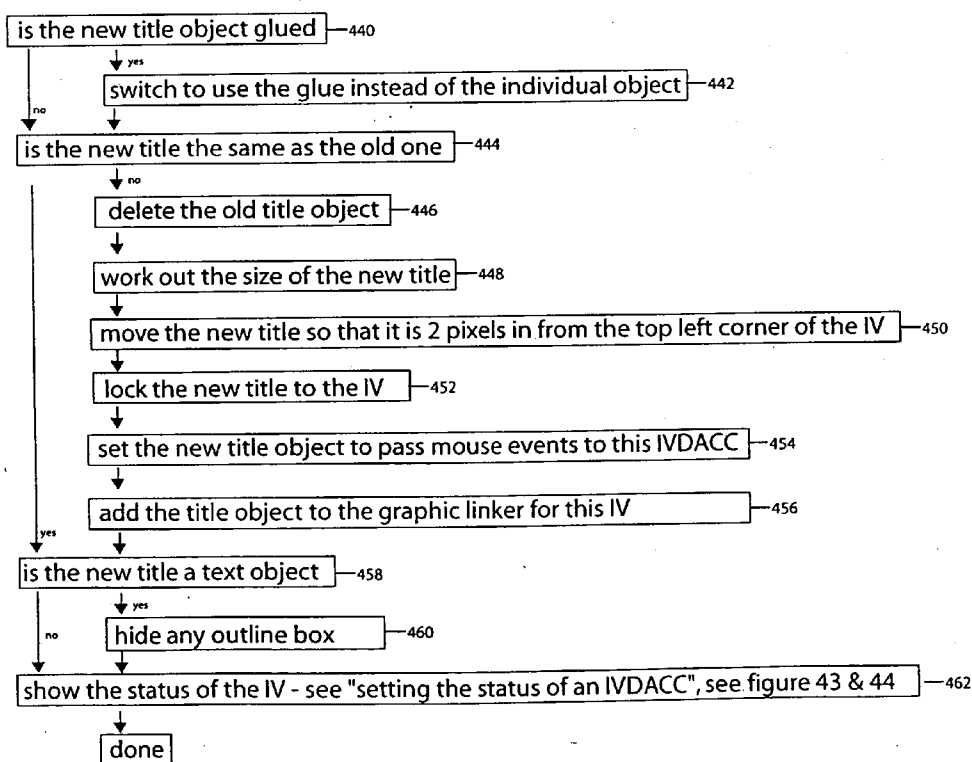 is the new title object glued 440
yes
switch to use the glue instead of the individual object 442
no
is the new title the same as the old one 444
no
delete the old title object 446
work out the size of the new title 448
move the new title so that it is 2 pixels in from the top left corner of the IV 450
lock the new title to the IV 452
set the new title object to pass mouse events to this IVDACC 454
add the title object to the graphic linker for this IV 456
yes
is the new title a text object 458
yes
no
hide any outline box 460
show the status of the IV - see "setting the status of an IVDACC", see figure 43 & 44 462
done